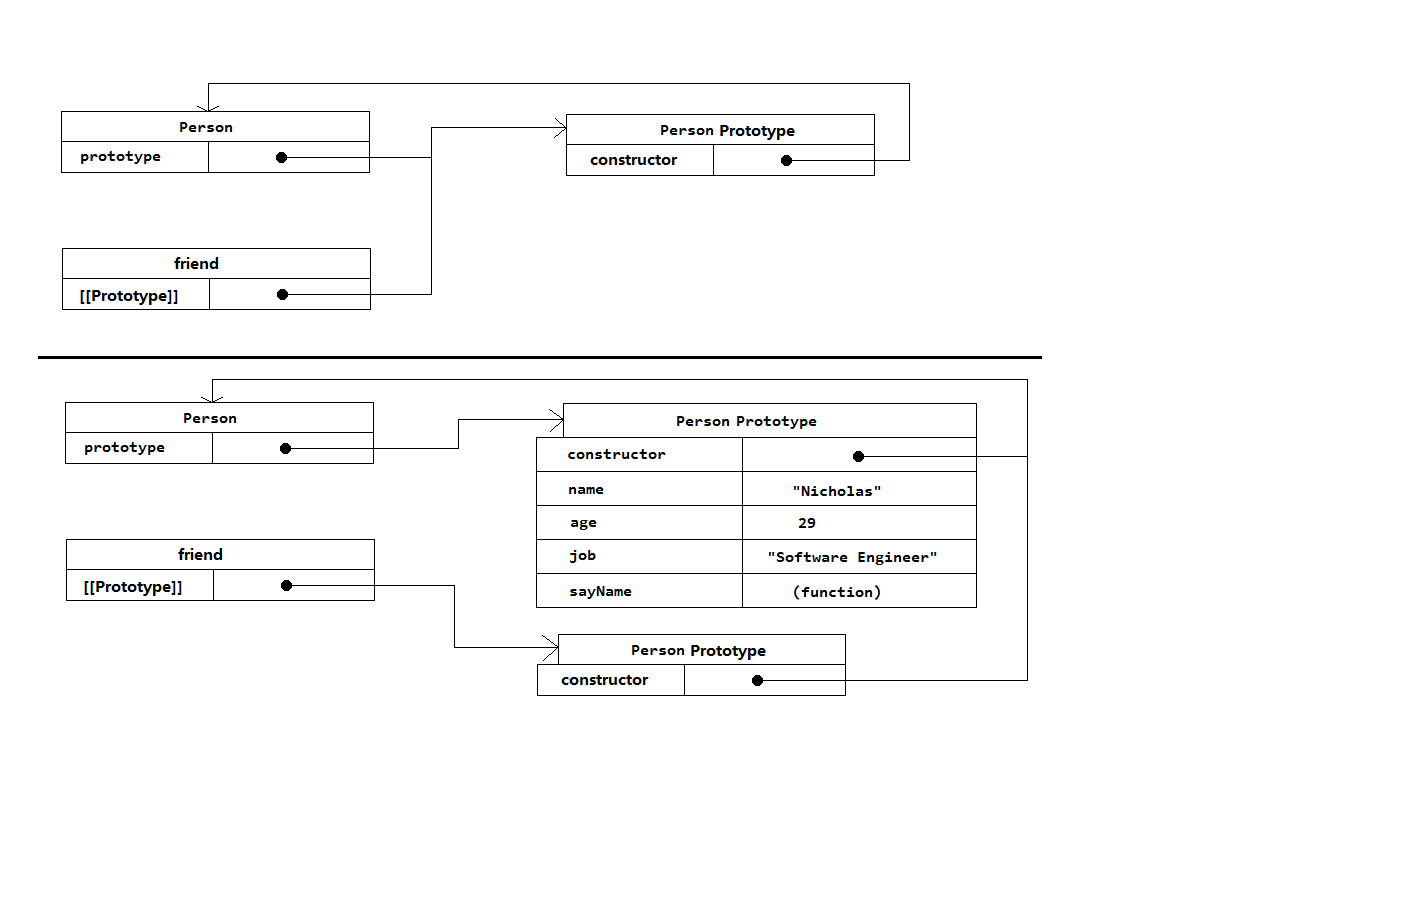 Person
prototype
Person Prototype
constructor
friend
[[Prototype]]
Person
prototype
Person Prototype
constructor
name "Nicholas"
age 29
job "Software Engineer"
sayName (function)
friend
[[Prototype]]
Person Prototype
constructor